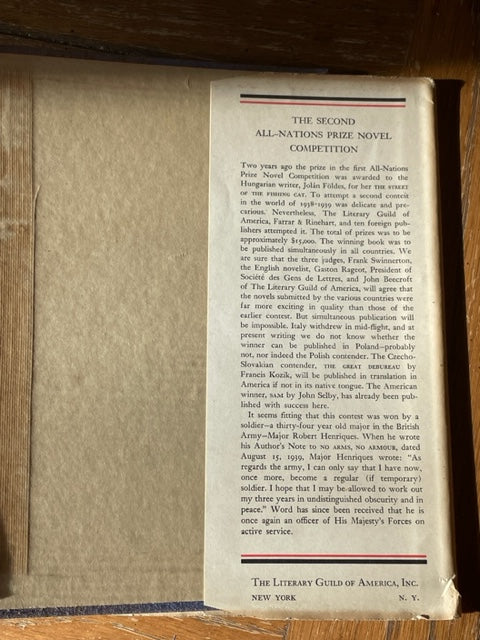 THE SECOND
ALL-NATIONS PRIZE NOVEL
COMPETITION
Two years ago the prize in the first All-Nations
Prize Novel Competition was awarded to the
Hungarian writer, Jolán Földes, for her THE STREET
OF THE FISHING CAT. To attempt a second contest
in the world of 1938-1939 was delicate and pre-
carious. Nevertheless, The Literary Guild of
America, Farrar & Rinehart, and ten foreign pub-
lishers attempted it. The total of prizes was to be
approximately $15,000. The winning book was to
be published simultaneously in all countries. We
are sure that the three judges, Frank Swinnerton,
the English novelist, Gaston Rageot, President of
Société des Gens de Lettres, and John Beecroft
of The Literary Guild of America, will agree that
the novels submitted by the various countries were
far more exciting in quality than those of the
earlier contest. But simultaneous publication will
be impossible. Italy withdrew in mid-flight, and at
present writing we do not know whether the
winner can be published in Poland—probably
not, nor indeed the Polish contender. The Czecho-
Slovakian contender, THE GREAT DEBUREAU by
Francis Kozik, will be published in translation in
America if not in its native tongue. The American
winner, SAM by John Selby, has already been pub-
lished with success here.
It seems fitting that this contest was won by a
soldier—a thirty-four year old major in the British
Army—Major Robert Henriques. When he wrote
his Author's Note to NO ARMS, NO ARMOUR, dated
August 15, 1939, Major Henriques wrote: "As
regards the army, I can only say that I have now,
once more, become a regular (if temporary)
soldier. I hope that I may be allowed to work out
my three years in undistinguished obscurity and in
peace." Word has since been received that he is
once again an officer of His Majesty's Forces on
active service.
THE LITERARY GUILD OF AMERICA, INC.
NEW YORK N. Y.